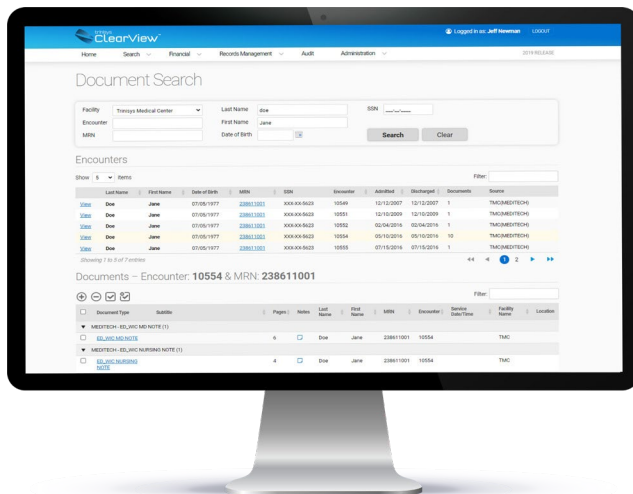 trinisys
ClearView
Logged in as: Jeff Newman LOGOUT
Home Search Financial Records Management Audit Administration 2019 RELEASE
Document Search
Facility Trinisys Medical Center Last Name doe SSN ___-__-____
Encounter First Name Jane
MRN Date of Birth Search Clear
Encounters
Show 5 items Filter:
Last Name First Name Date of Birth MRN SSN Encounter Admitted Discharged Documents Source
View Doe Jane 07/05/1977 238611001 XXX-XX-5623 10549 12/12/2007 12/12/2007 1 TMC(MEDITECH)
View Doe Jane 07/05/1977 238611001 XXX-XX-5623 10551 12/10/2009 12/10/2009 1 TMC(MEDITECH)
View Doe Jane 07/05/1977 238611001 XXX-XX-5623 10552 02/04/2016 02/04/2016 1 TMC(MEDITECH)
View Doe Jane 07/05/1977 238611001 XXX-XX-5623 10554 05/10/2016 05/10/2016 10 TMC(MEDITECH)
View Doe Jane 07/05/1977 238611001 XXX-XX-5623 10555 07/15/2016 07/15/2016 1 TMC(MEDITECH)
Showing 1 to 5 of 7 entries 1 2
Documents – Encounter: 10554 & MRN: 238611001
Filter:
Document Type Subtitle Pages Notes Last Name First Name MRN Encounter Service Date/Time Facility Name Location
MEDITECH - ED_WIC MD NOTE (1)
ED_WIC MD NOTE 6 Doe Jane 238611001 10554 TMC
MEDITECH - ED_WIC NURSING NOTE (1)
ED_WIC NURSING NOTE 4 Doe Jane 238611001 10554 TMC